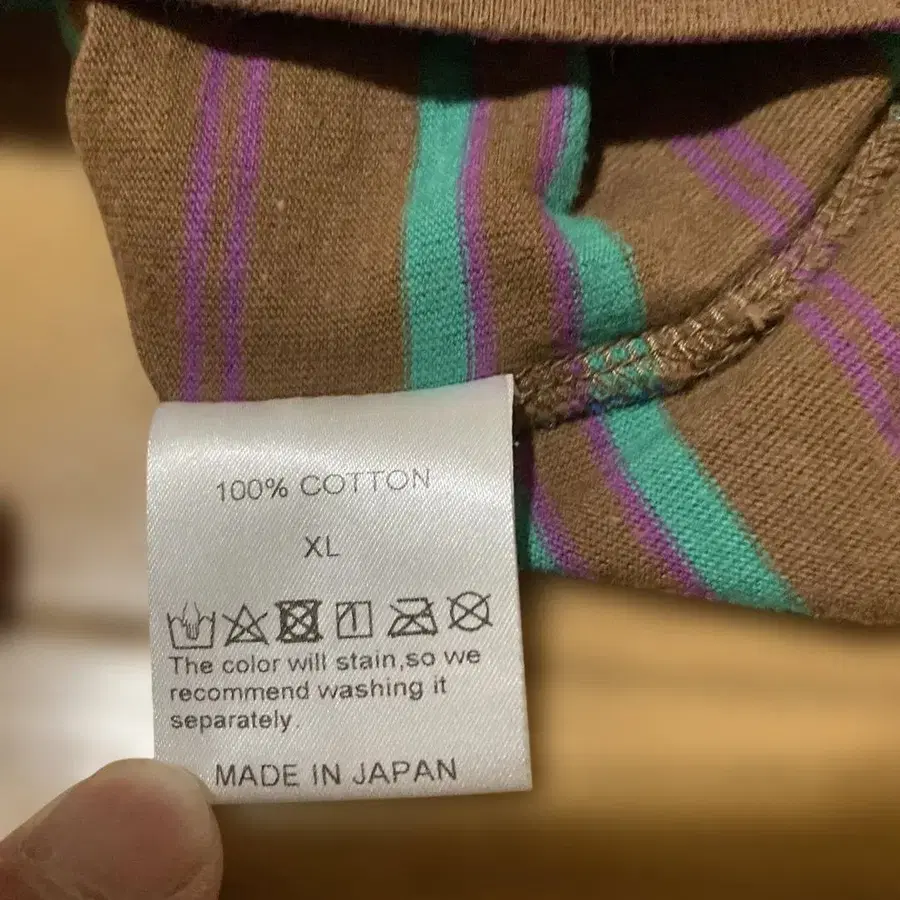 100% COTTON
XL
The color will stain,so we
recommend washing it
separately.
MADE IN JAPAN